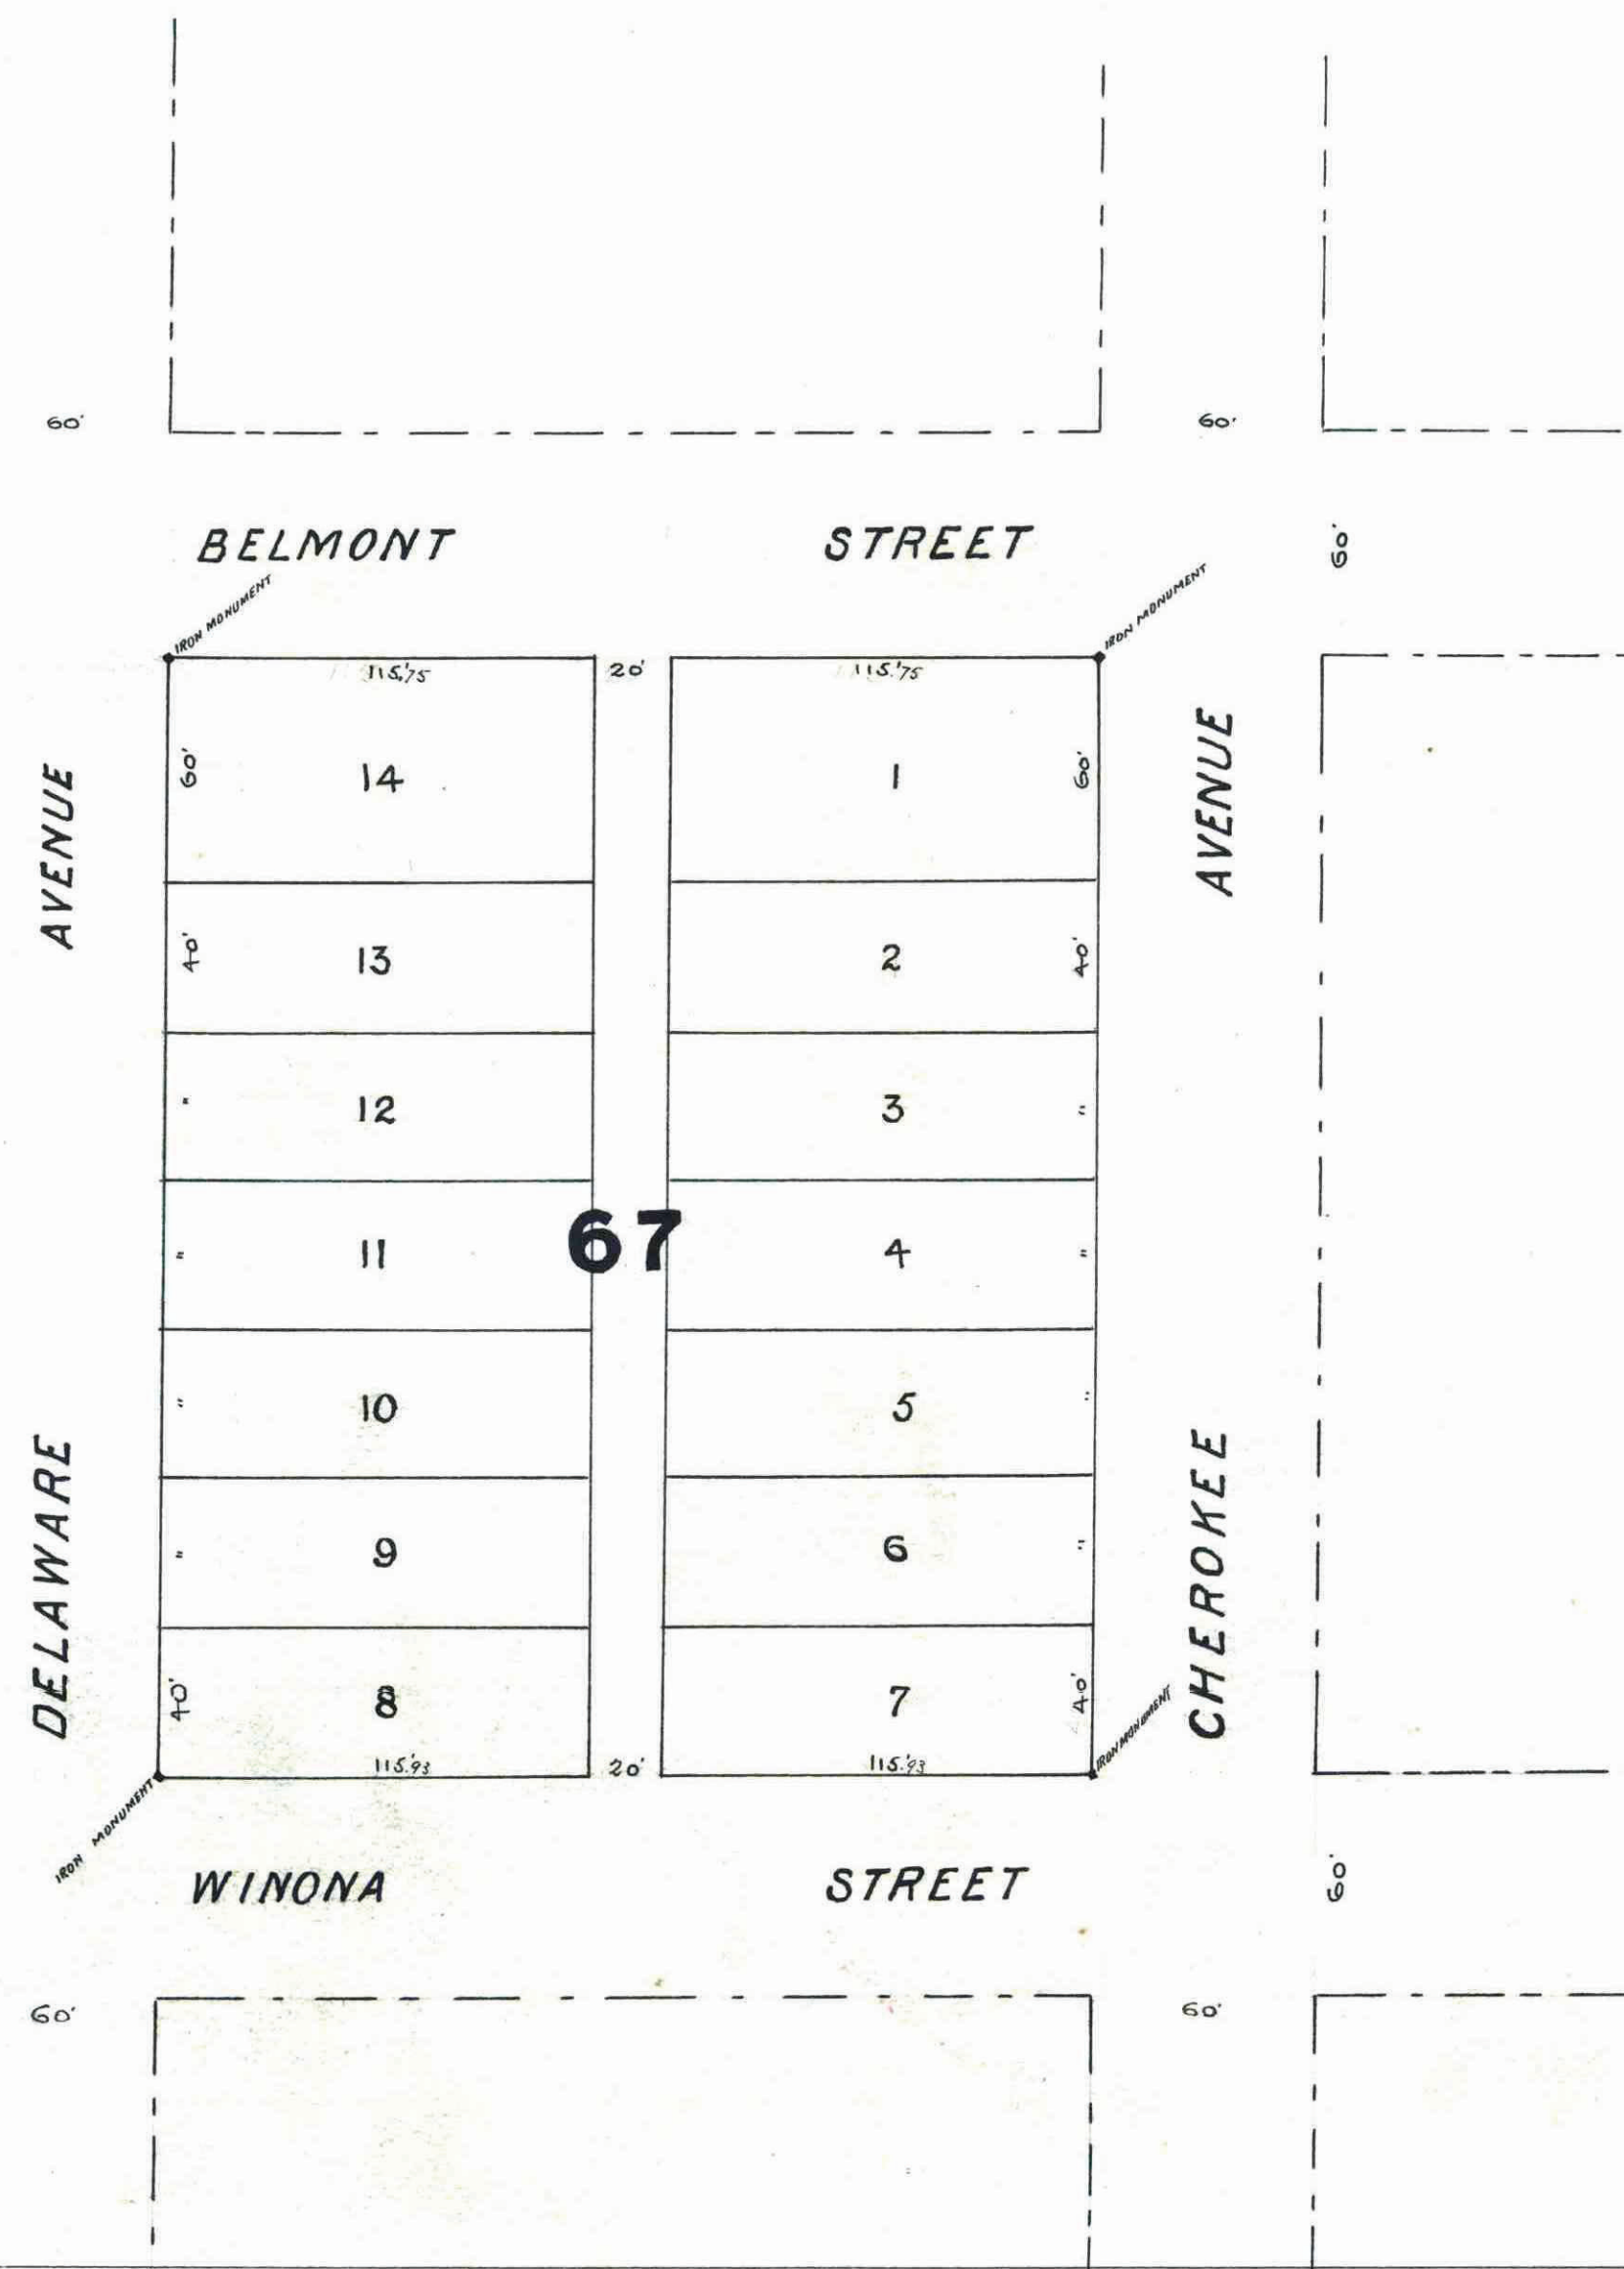 60' 60'
BELMONT STREET 60'
IRON MONUMENT IRON MONUMENT
115.'75 20' 115.'75
60' 14 1 60'
AVENUE AVENUE
40' 13 2 40'
" 12 3 "
" 11 67 4 "
" 10 5 "
" 9 6 "
DELAWARE CHEROKEE
40' 8 7 40'
115.'93 20' 115.'93
IRON MONUMENT IRON MONUMENT
WINONA STREET 60'
60' 60'